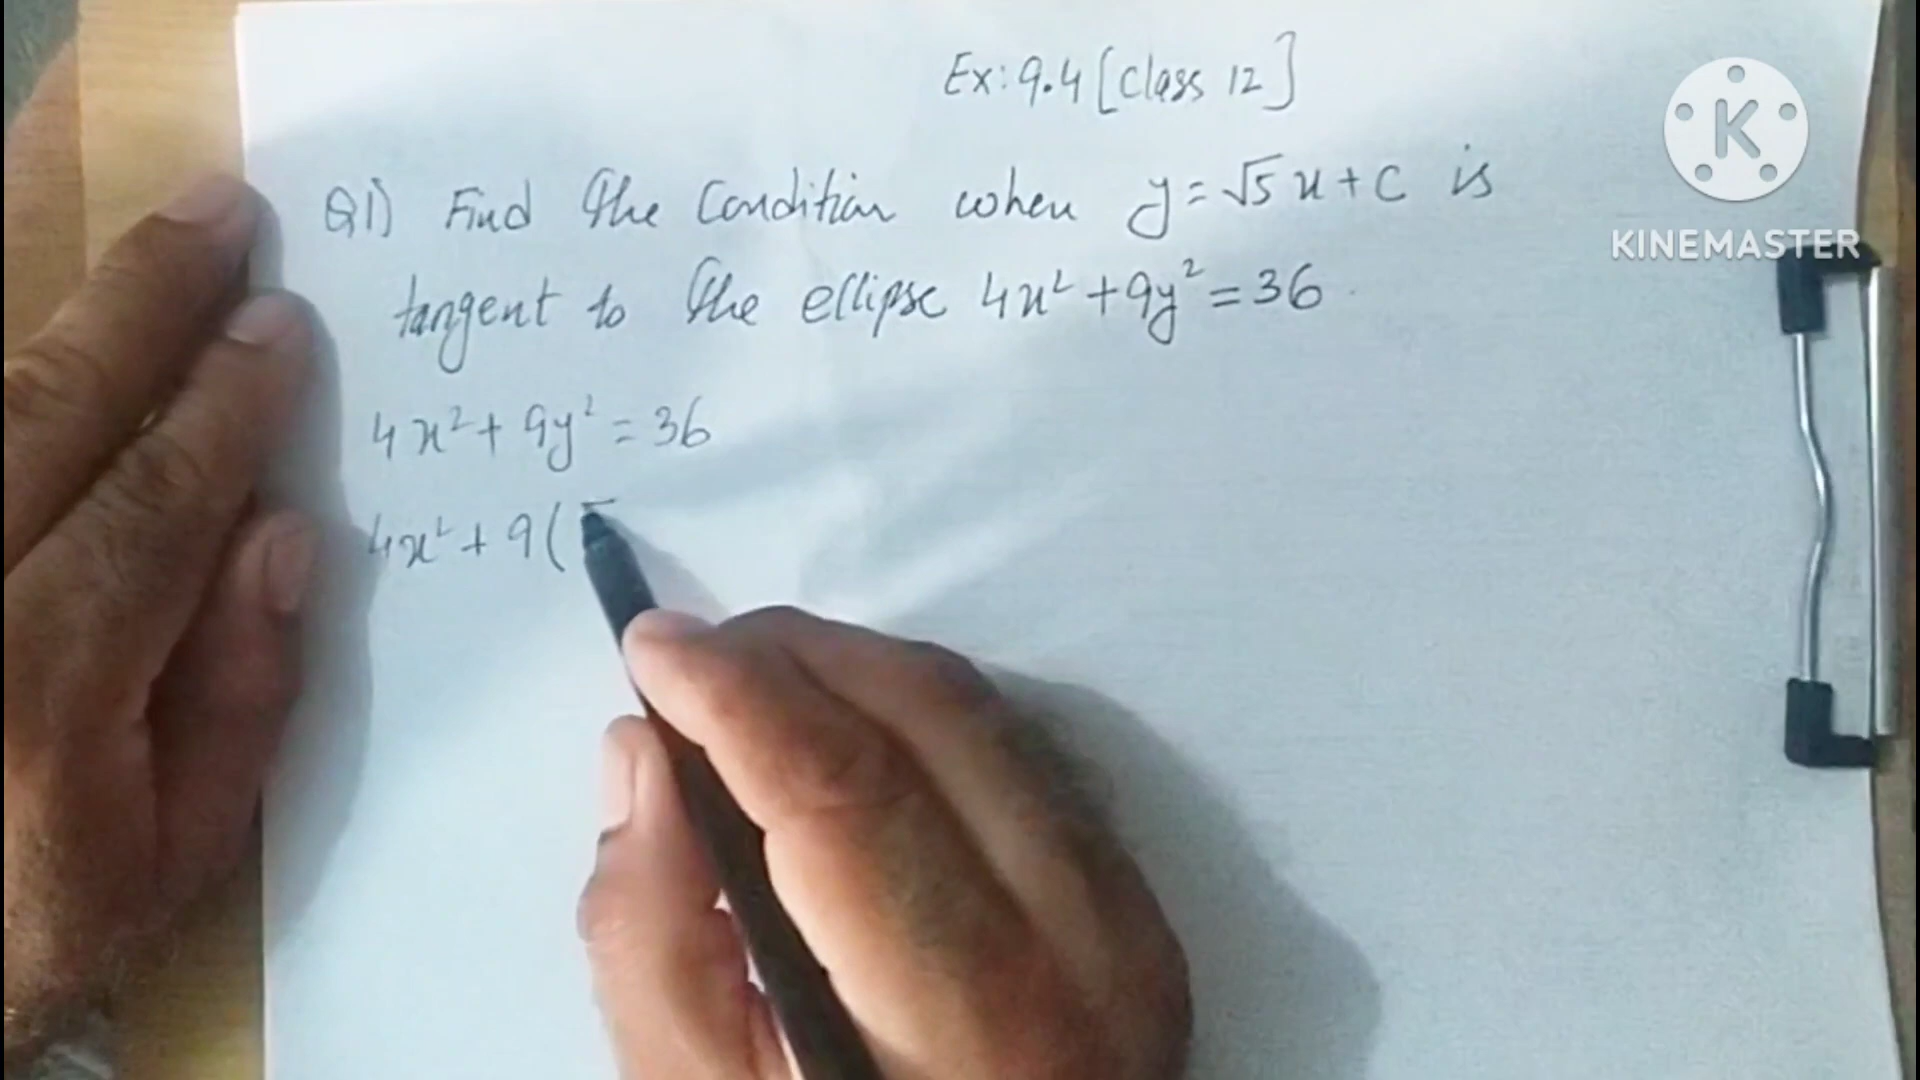 Ex: 9.4 [Class 12]
K
KINEMASTER
Q1) Find the Condition when y = √5 x + C is
tangent to the ellipse 4x² + 9y² = 36
4x² + 9y² = 36
4x² + 9(